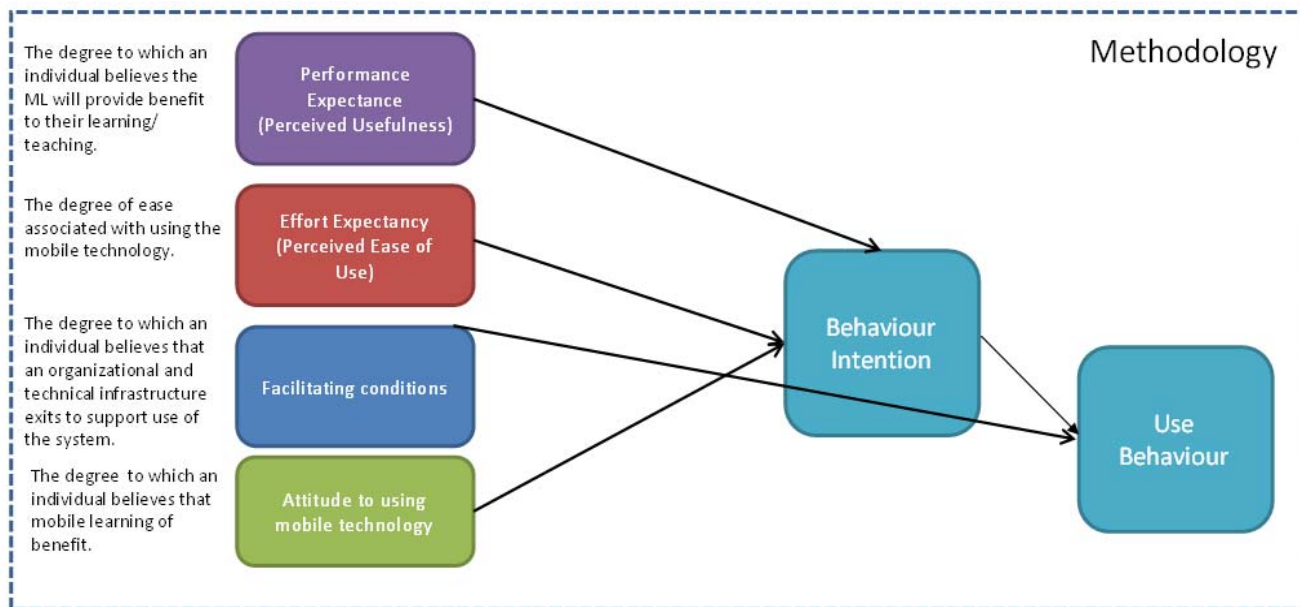 Methodology
The degree to which an
individual believes the
ML will provide benefit
to their learning/
teaching.
Performance
Expectance
(Perceived Usefulness)
The degree of ease
associated with using the
mobile technology.
Effort Expectancy
(Perceived Ease of
Use)
The degree to which an
individual believes that
an organizational and
technical infrastructure
exits to support use of
the system.
Facilitating conditions
The degree to which an
individual believes that
mobile learning of
benefit.
Attitude to using
mobile technology
Behaviour
Intention
Use
Behaviour